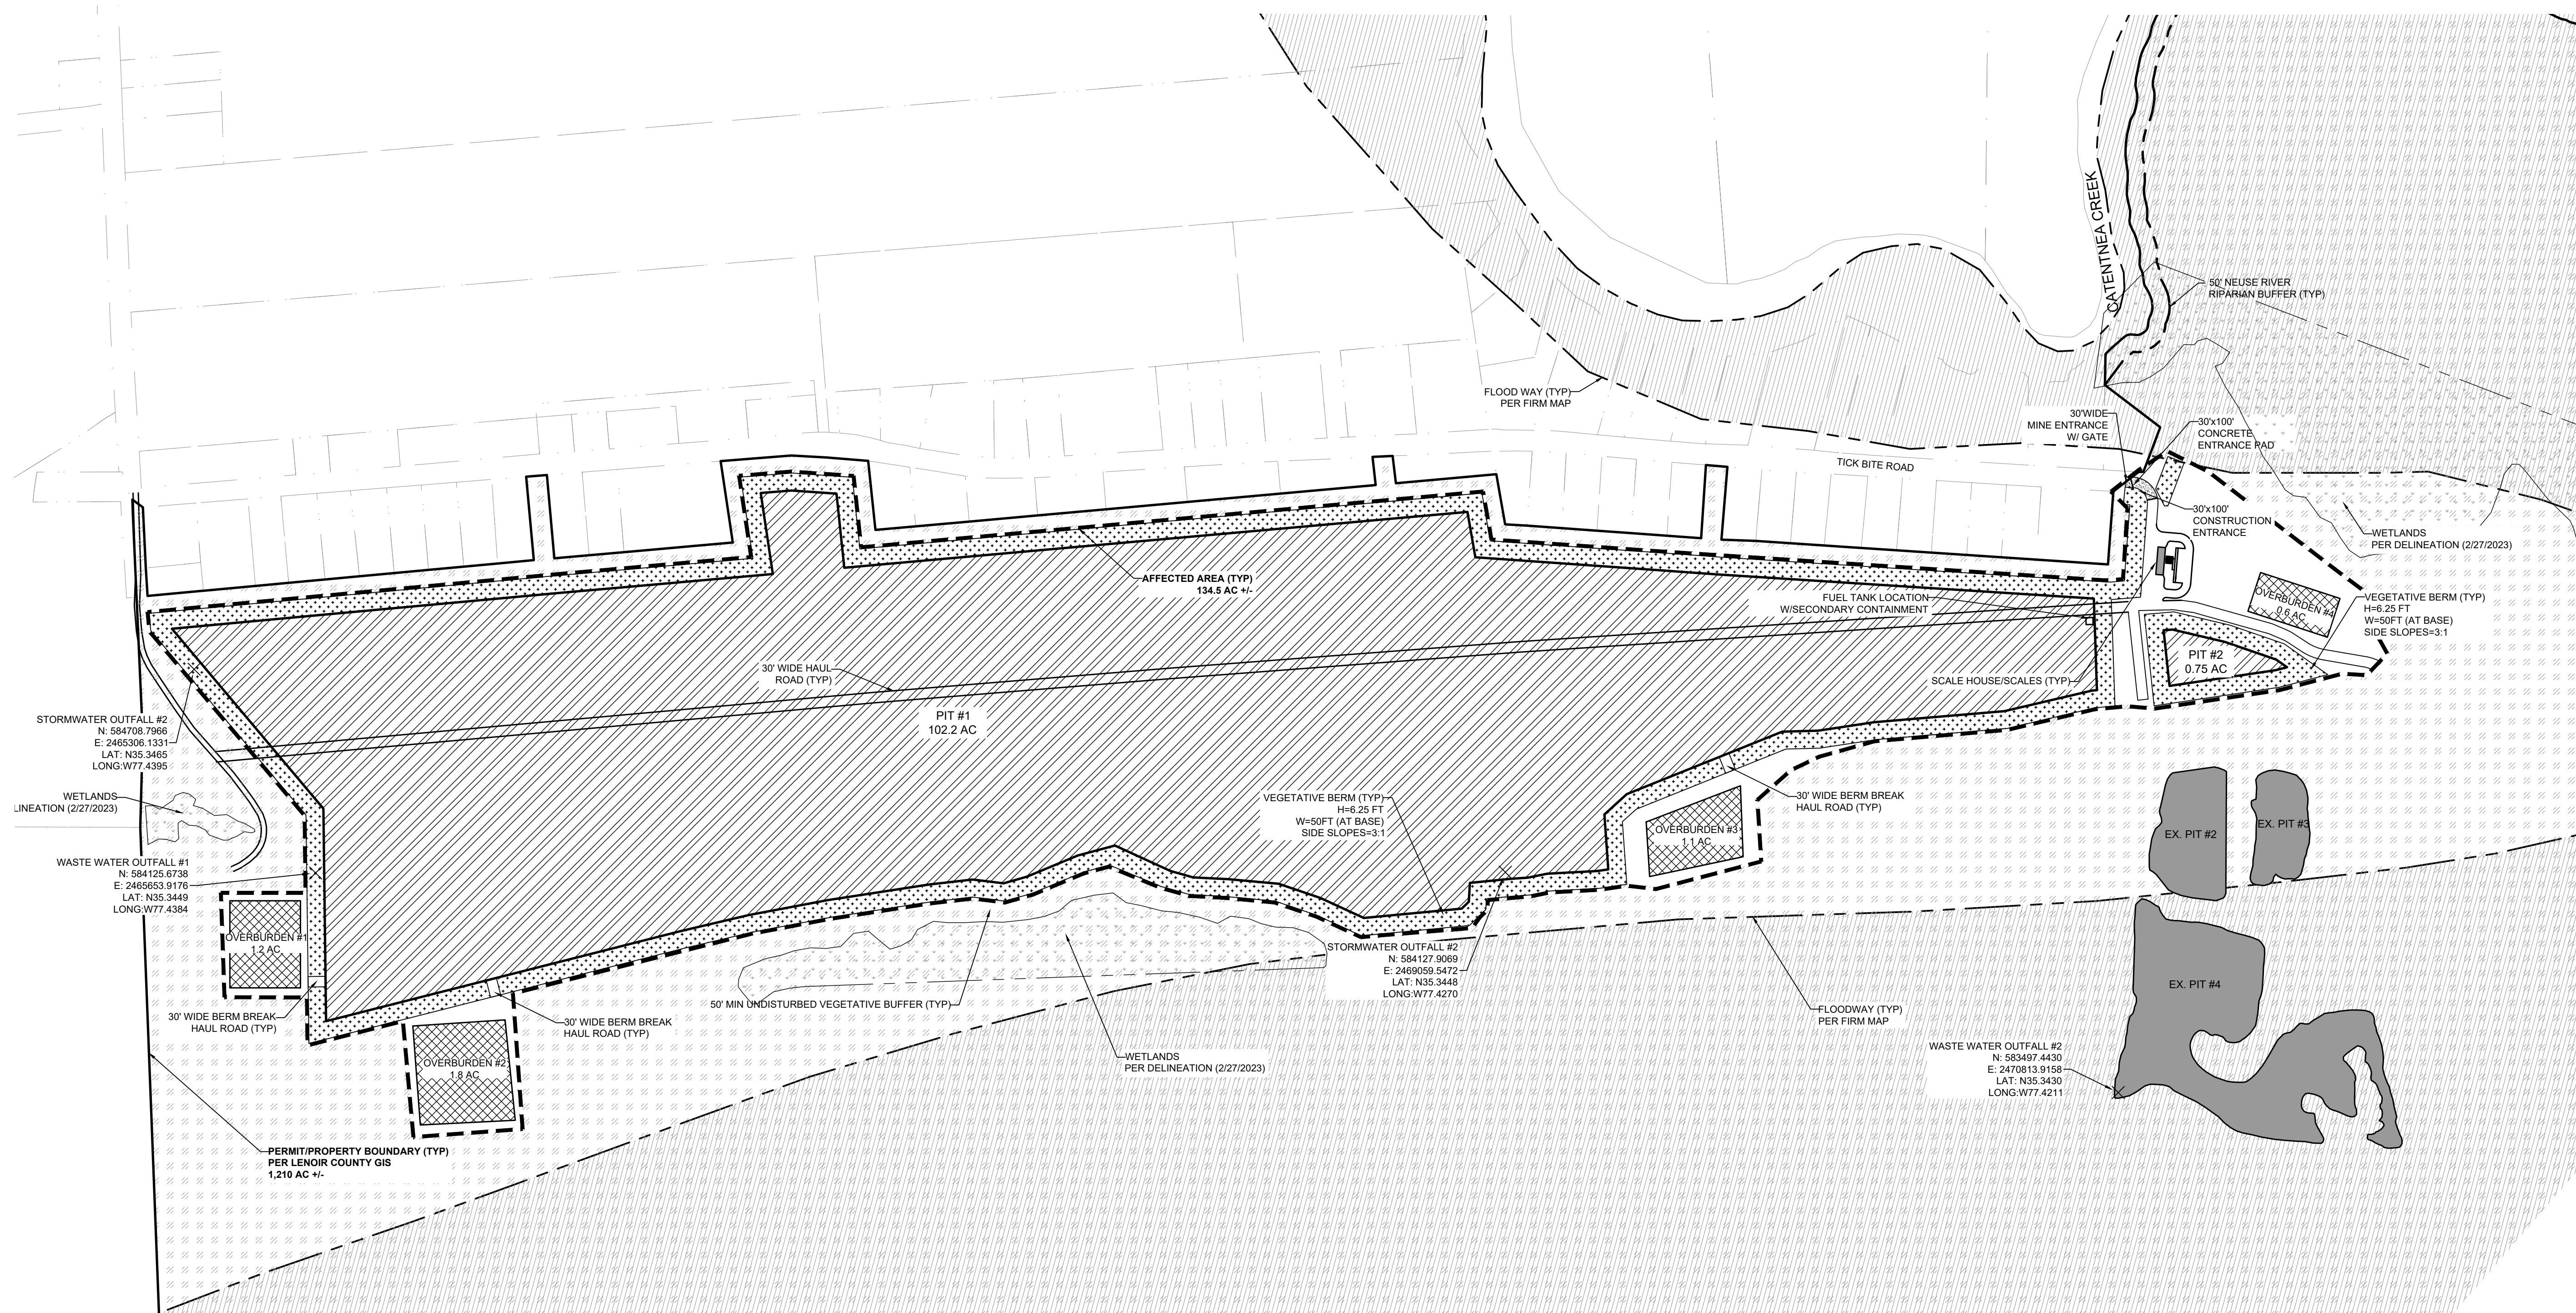 CATENTNEA CREEK
50' NEUSE RIVER
RIPARIAN BUFFER (TYP)
FLOOD WAY (TYP)
PER FIRM MAP
30'WIDE
MINE ENTRANCE
W/ GATE
30'x100'
CONCRETE
ENTRANCE PAD
TICK BITE ROAD
30'x100'
CONSTRUCTION
ENTRANCE
WETLANDS
PER DELINEATION (2/27/2023)
AFFECTED AREA (TYP)
134.5 AC +/-
FUEL TANK LOCATION
W/SECONDARY CONTAINMENT
OVERBURDEN #4
0.6 AC
VEGETATIVE BERM (TYP)
H=6.25 FT
W=50FT (AT BASE)
SIDE SLOPES=3:1
PIT #2
0.75 AC
30' WIDE HAUL
ROAD (TYP)
SCALE HOUSE/SCALES (TYP)
PIT #1
102.2 AC
STORMWATER OUTFALL #2
N: 584708.7966
E: 2465306.1331
LAT: N35.3465
LONG:W77.4395
WETLANDS
LINEATION (2/27/2023)
VEGETATIVE BERM (TYP)
H=6.25 FT
W=50FT (AT BASE)
SIDE SLOPES=3:1
30' WIDE BERM BREAK
HAUL ROAD (TYP)
OVERBURDEN #3
1.1 AC
EX. PIT #2
EX. PIT #3
WASTE WATER OUTFALL #1
N: 584125.6738
E: 2465653.9176
LAT: N35.3449
LONG:W77.4384
OVERBURDEN #1
1.2 AC
STORMWATER OUTFALL #2
N: 584127.9069
E: 2469059.5472
LAT: N35.3448
LONG:W77.4270
EX. PIT #4
50' MIN UNDISTURBED VEGETATIVE BUFFER (TYP)
30' WIDE BERM BREAK
HAUL ROAD (TYP)
30' WIDE BERM BREAK
HAUL ROAD (TYP)
FLOODWAY (TYP)
PER FIRM MAP
WETLANDS
PER DELINEATION (2/27/2023)
OVERBURDEN #2
1.8 AC
WASTE WATER OUTFALL #2
N: 583497.4430
E: 2470813.9158
LAT: N35.3430
LONG:W77.4211
PERMIT/PROPERTY BOUNDARY (TYP)
PER LENOIR COUNTY GIS
1,210 AC +/-